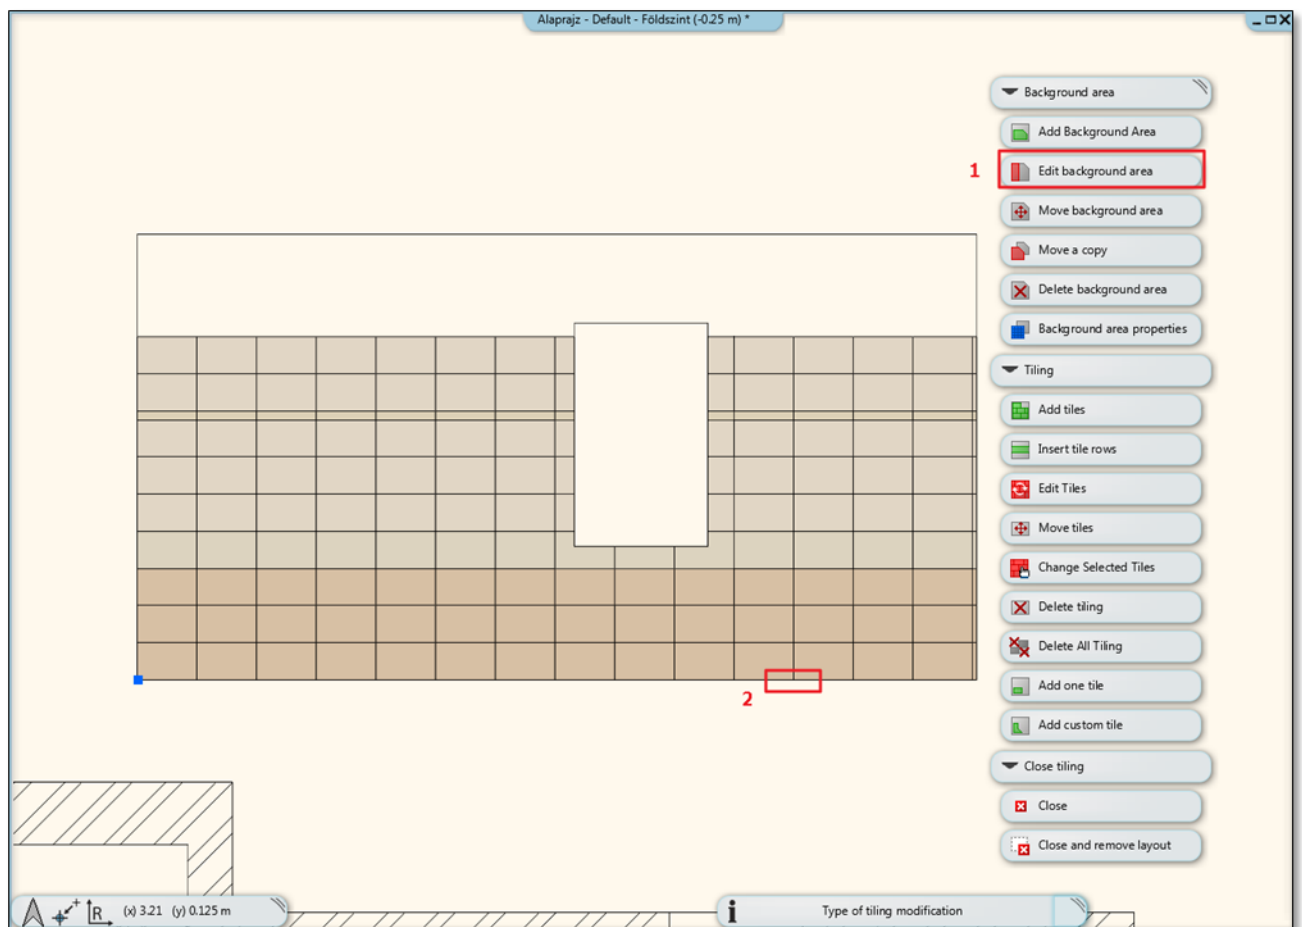 Alaprajz - Default - Földszint (-0.25 m) *
Background area
Add Background Area
1
Edit background area
Move background area
Move a copy
Delete background area
Background area properties
Tiling
Add tiles
Insert tile rows
Edit Tiles
Move tiles
Change Selected Tiles
Delete tiling
Delete All Tiling
Add one tile
2
Add custom tile
Close tiling
Close
Close and remove layout
R (x) 3.21 (y) 0.125 m
i Type of tiling modification